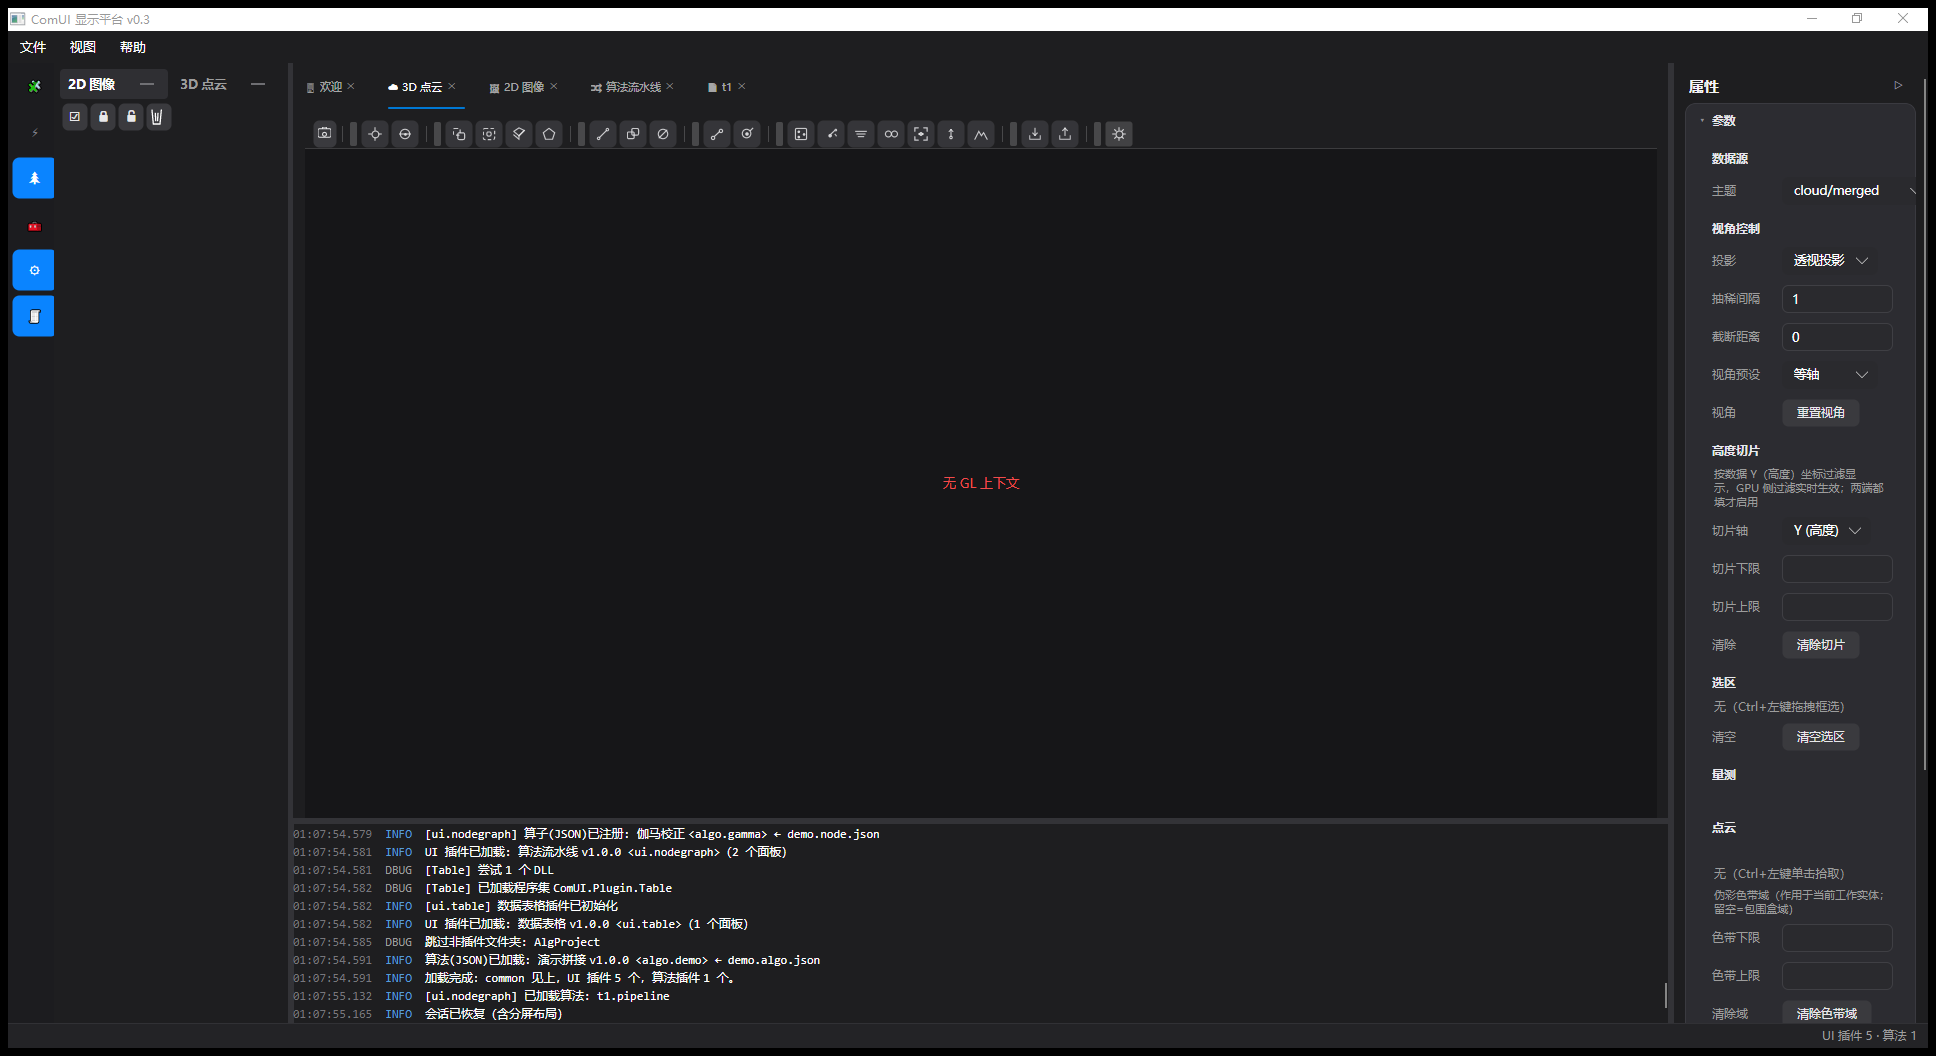 ComUI 显示平台 v0.3
文件 视图 帮助
2D 图像 3D 点云
欢迎 3D 点云 2D 图像 算法流水线 t1
无 GL 上下文
01:07:54.579 INFO [ui.nodegraph] 算子(JSON)已注册: 伽马校正 <algo.gamma> ← demo.node.json
01:07:54.581 INFO UI 插件已加载: 算法流水线 v1.0.0 <ui.nodegraph> (2 个面板)
01:07:54.581 DBUG [Table] 尝试 1 个 DLL
01:07:54.582 DBUG [Table] 已加载程序集 ComUI.Plugin.Table
01:07:54.582 INFO [ui.table] 数据表格插件已初始化
01:07:54.582 INFO UI 插件已加载: 数据表格 v1.0.0 <ui.table> (1 个面板)
01:07:54.585 DBUG 跳过非插件文件夹: AlgProject
01:07:54.591 INFO 算法(JSON)已加载: 演示拼接 v1.0.0 <algo.demo> ← demo.algo.json
01:07:54.591 INFO 加载完成: common 见上, UI 插件 5 个, 算法插件 1 个。
01:07:55.132 INFO [ui.nodegraph] 已加载算法: t1.pipeline
01:07:55.165 INFO 会话已恢复 (含分屏布局)
属性
参数
数据源
主题 cloud/merged
视角控制
投影 透视投影
抽稀间隔 1
截断距离 0
视角预设 等轴
视角 重置视角
高度切片
按数据 Y（高度）坐标过滤显
示，GPU 侧过滤实时生效；两端都
填才启用
切片轴 Y (高度)
切片下限
切片上限
清除 清除切片
选区
无（Ctrl+左键拖拽框选）
清空 清空选区
量测
点云
无（Ctrl+左键单击拾取）
伪彩色带域（作用于当前工作实体；
留空=包围盒域）
色带下限
色带上限
清除域 清除色带域
UI 插件 5 · 算法 1